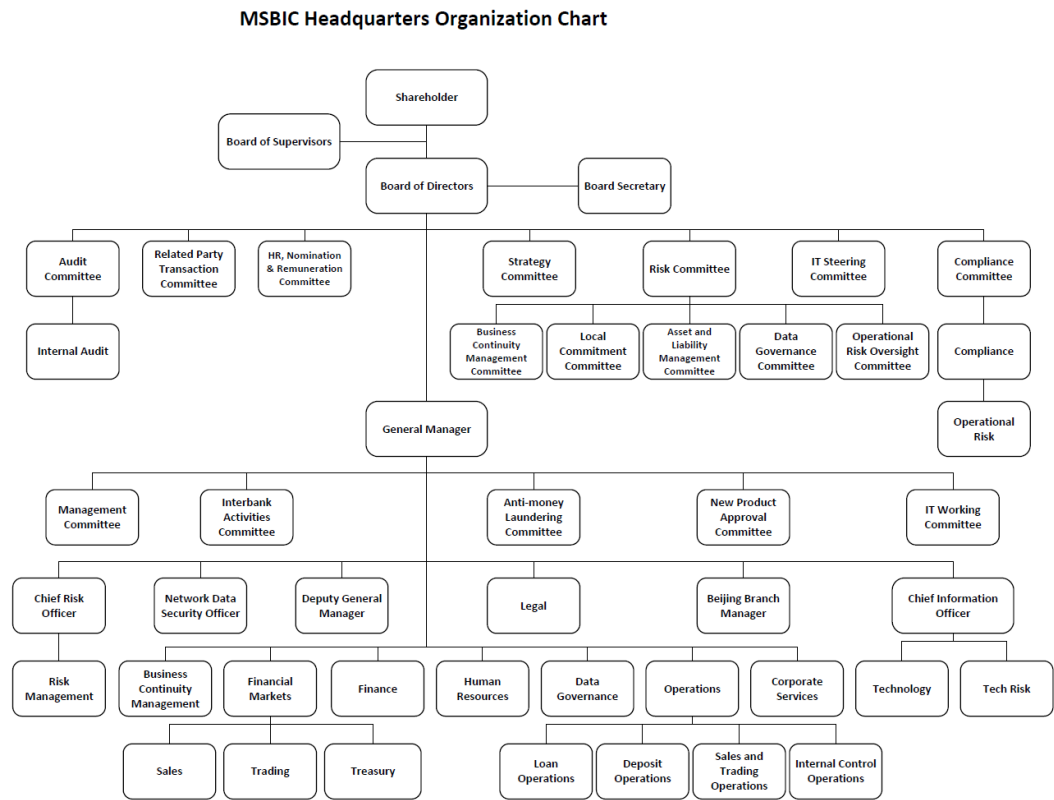 MSBIC Headquarters Organization Chart
Shareholder
Board of Supervisors
Board of Directors
Board Secretary
Audit
Committee
Related Party
Transaction
Committee
HR, Nomination
& Remuneration
Committee
Strategy
Committee
Risk Committee
IT Steering
Committee
Compliance
Committee
Internal Audit
Business
Continuity
Management
Committee
Local
Commitment
Committee
Asset and
Liability
Management
Committee
Data
Governance
Committee
Operational
Risk Oversight
Committee
Compliance
General Manager
Operational
Risk
Management
Committee
Interbank
Activities
Committee
Anti-money
Laundering
Committee
New Product
Approval
Committee
IT Working
Committee
Chief Risk
Officer
Network Data
Security Officer
Deputy General
Manager
Legal
Beijing Branch
Manager
Chief Information
Officer
Risk
Management
Business
Continuity
Management
Financial
Markets
Finance
Human
Resources
Data
Governance
Operations
Corporate
Services
Technology
Tech Risk
Sales
Trading
Treasury
Loan
Operations
Deposit
Operations
Sales and
Trading
Operations
Internal Control
Operations